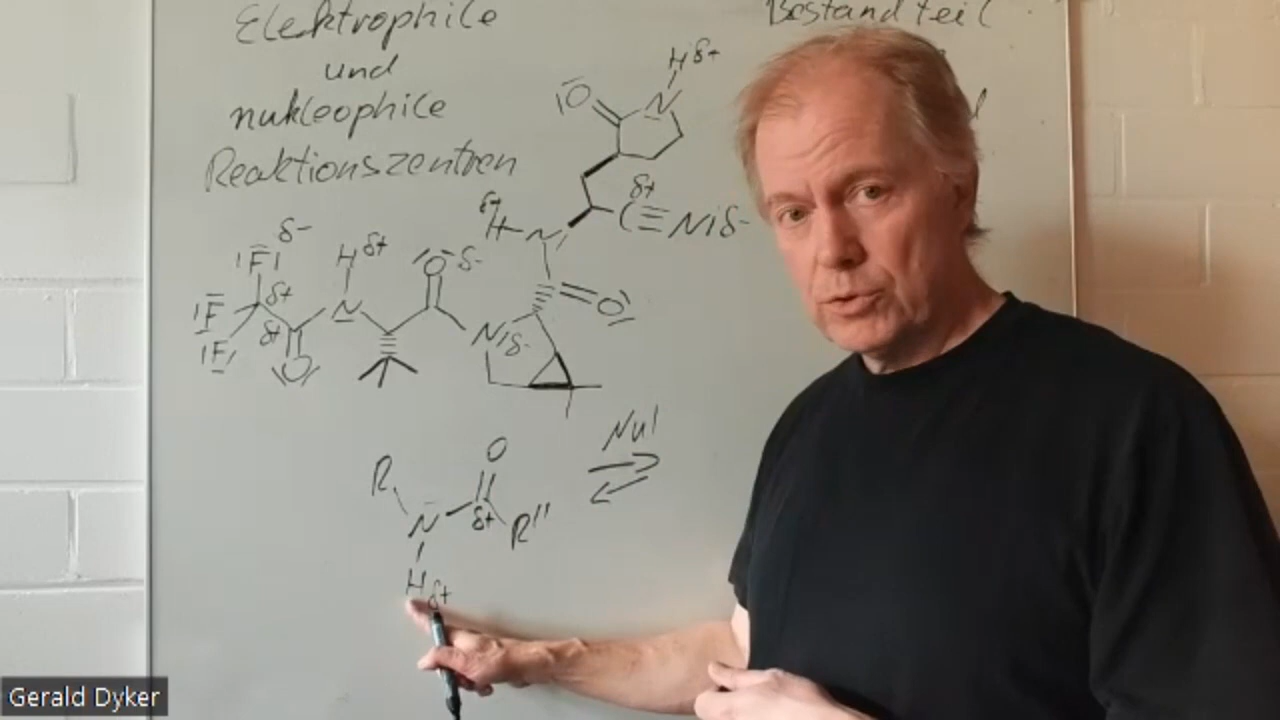 Elektrophile
und
nukleophile
Reaktionszentren
Bestandteil
H δ+
O
N
δ+
δ+
H-N
C≡N δ-
F δ-
H δ+
O δ-
F
δ+
N
O
δ+
N δ-
F
O
Nu
R
O
N
δ+
R''
H δ+
Gerald Dyker